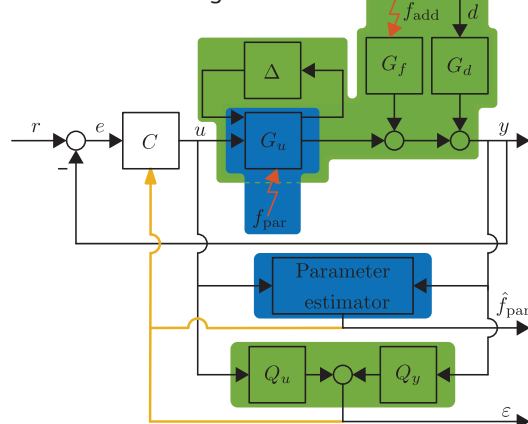 f_add d
Δ G_f G_d
r e C u G_u y
−
f_par
Parameter
estimator
f̂_par
Q_u Q_y
ε